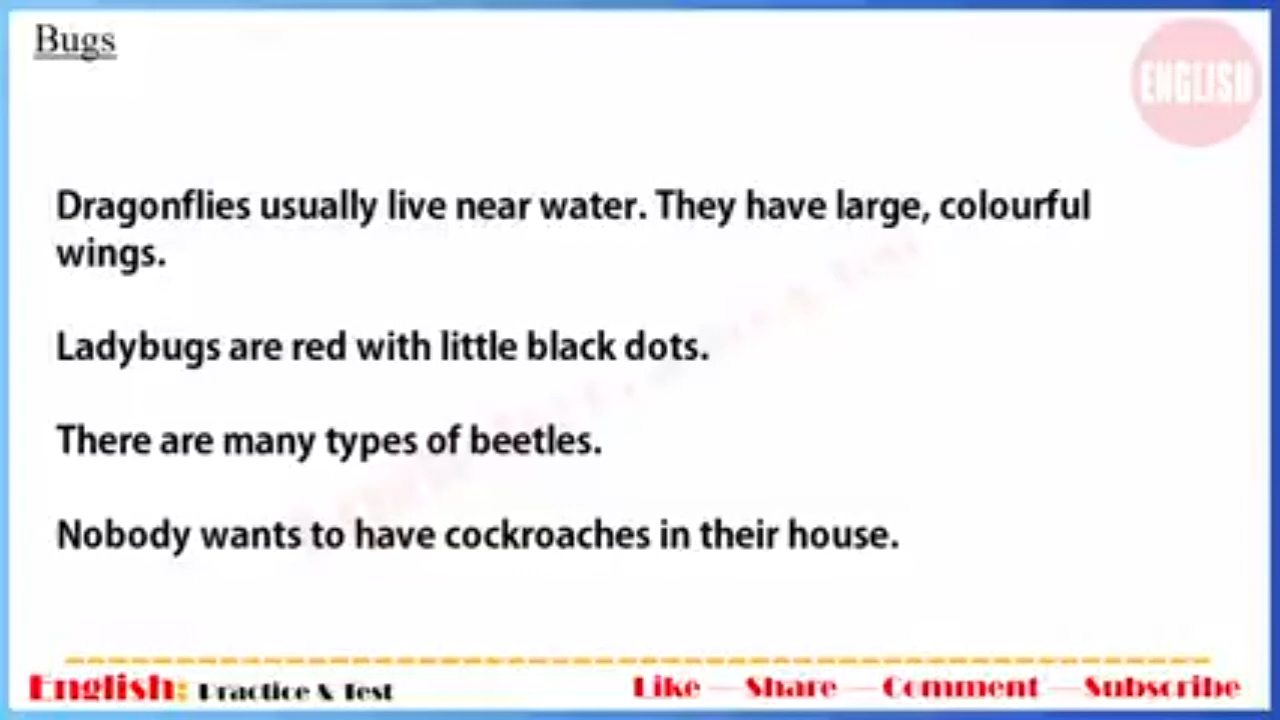 Bugs
ENGLISH
Dragonflies usually live near water. They have large, colourful
wings.
Ladybugs are red with little black dots.
There are many types of beetles.
Nobody wants to have cockroaches in their house.
English: Practice & Test
Like — Share — Comment — Subscribe